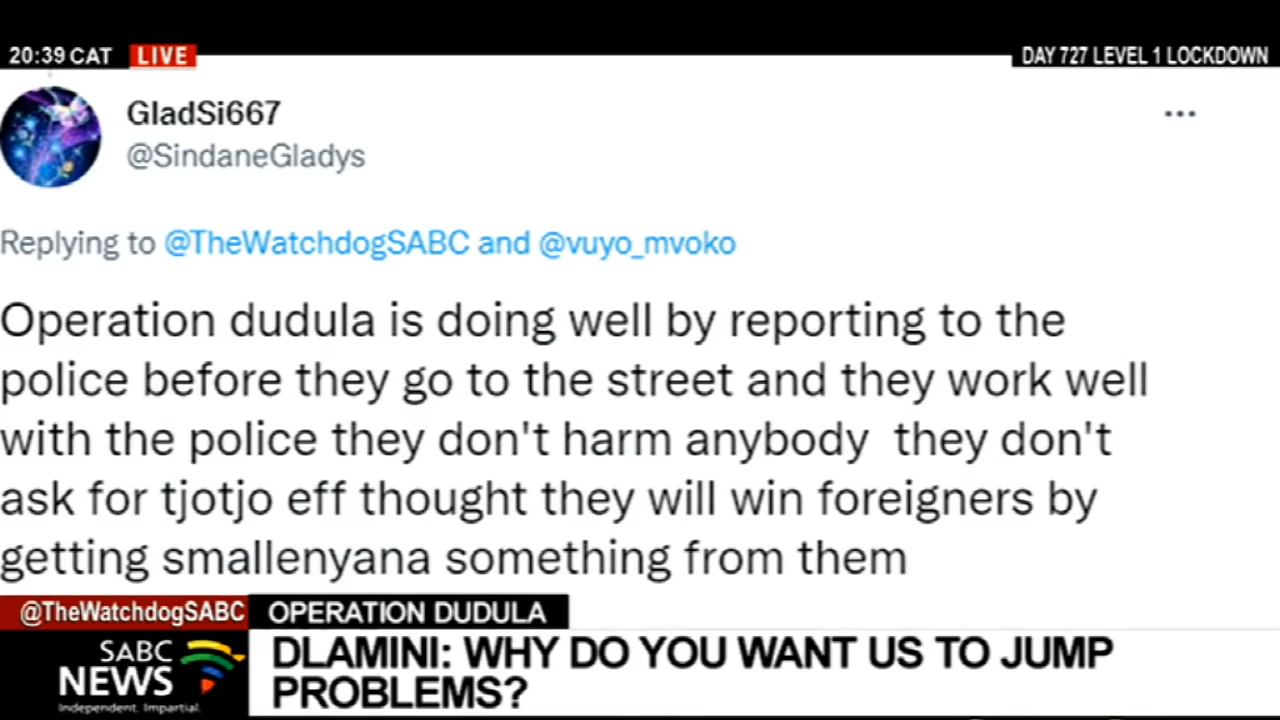 20:39 CAT LIVE DAY 727 LEVEL 1 LOCKDOWN
GladSi667
@SindaneGladys
Replying to @TheWatchdogSABC and @vuyo_mvoko
Operation dudula is doing well by reporting to the
police before they go to the street and they work well
with the police they don't harm anybody they don't
ask for tjotjo eff thought they will win foreigners by
getting smallenyana something from them
@TheWatchdogSABC OPERATION DUDULA
SABC
NEWS
Independent. Impartial.
DLAMINI: WHY DO YOU WANT US TO JUMP
PROBLEMS?